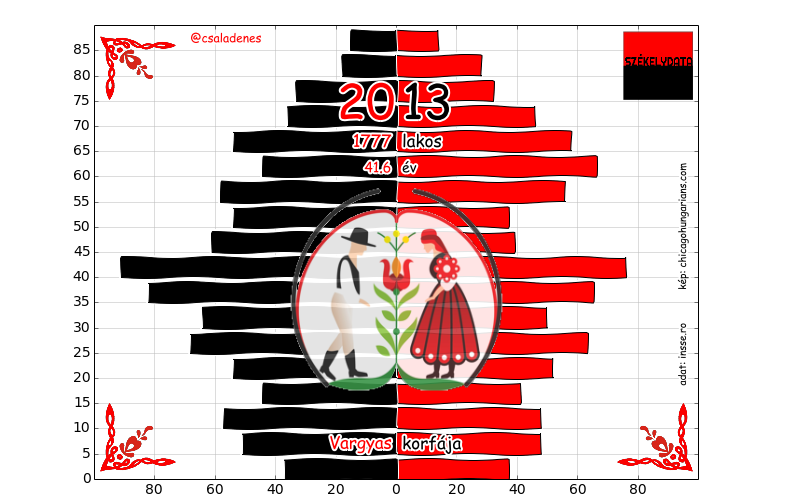 @csaladenes
SZÉKELYDATA
2013
1777 lakos
41.6 év
kép: chicagohungarians.com
adat: insse.ro
Vargyas korfája
85
80
75
70
65
60
55
50
45
40
35
30
25
20
15
10
5
0
80 60 40 20 0 20 40 60 80